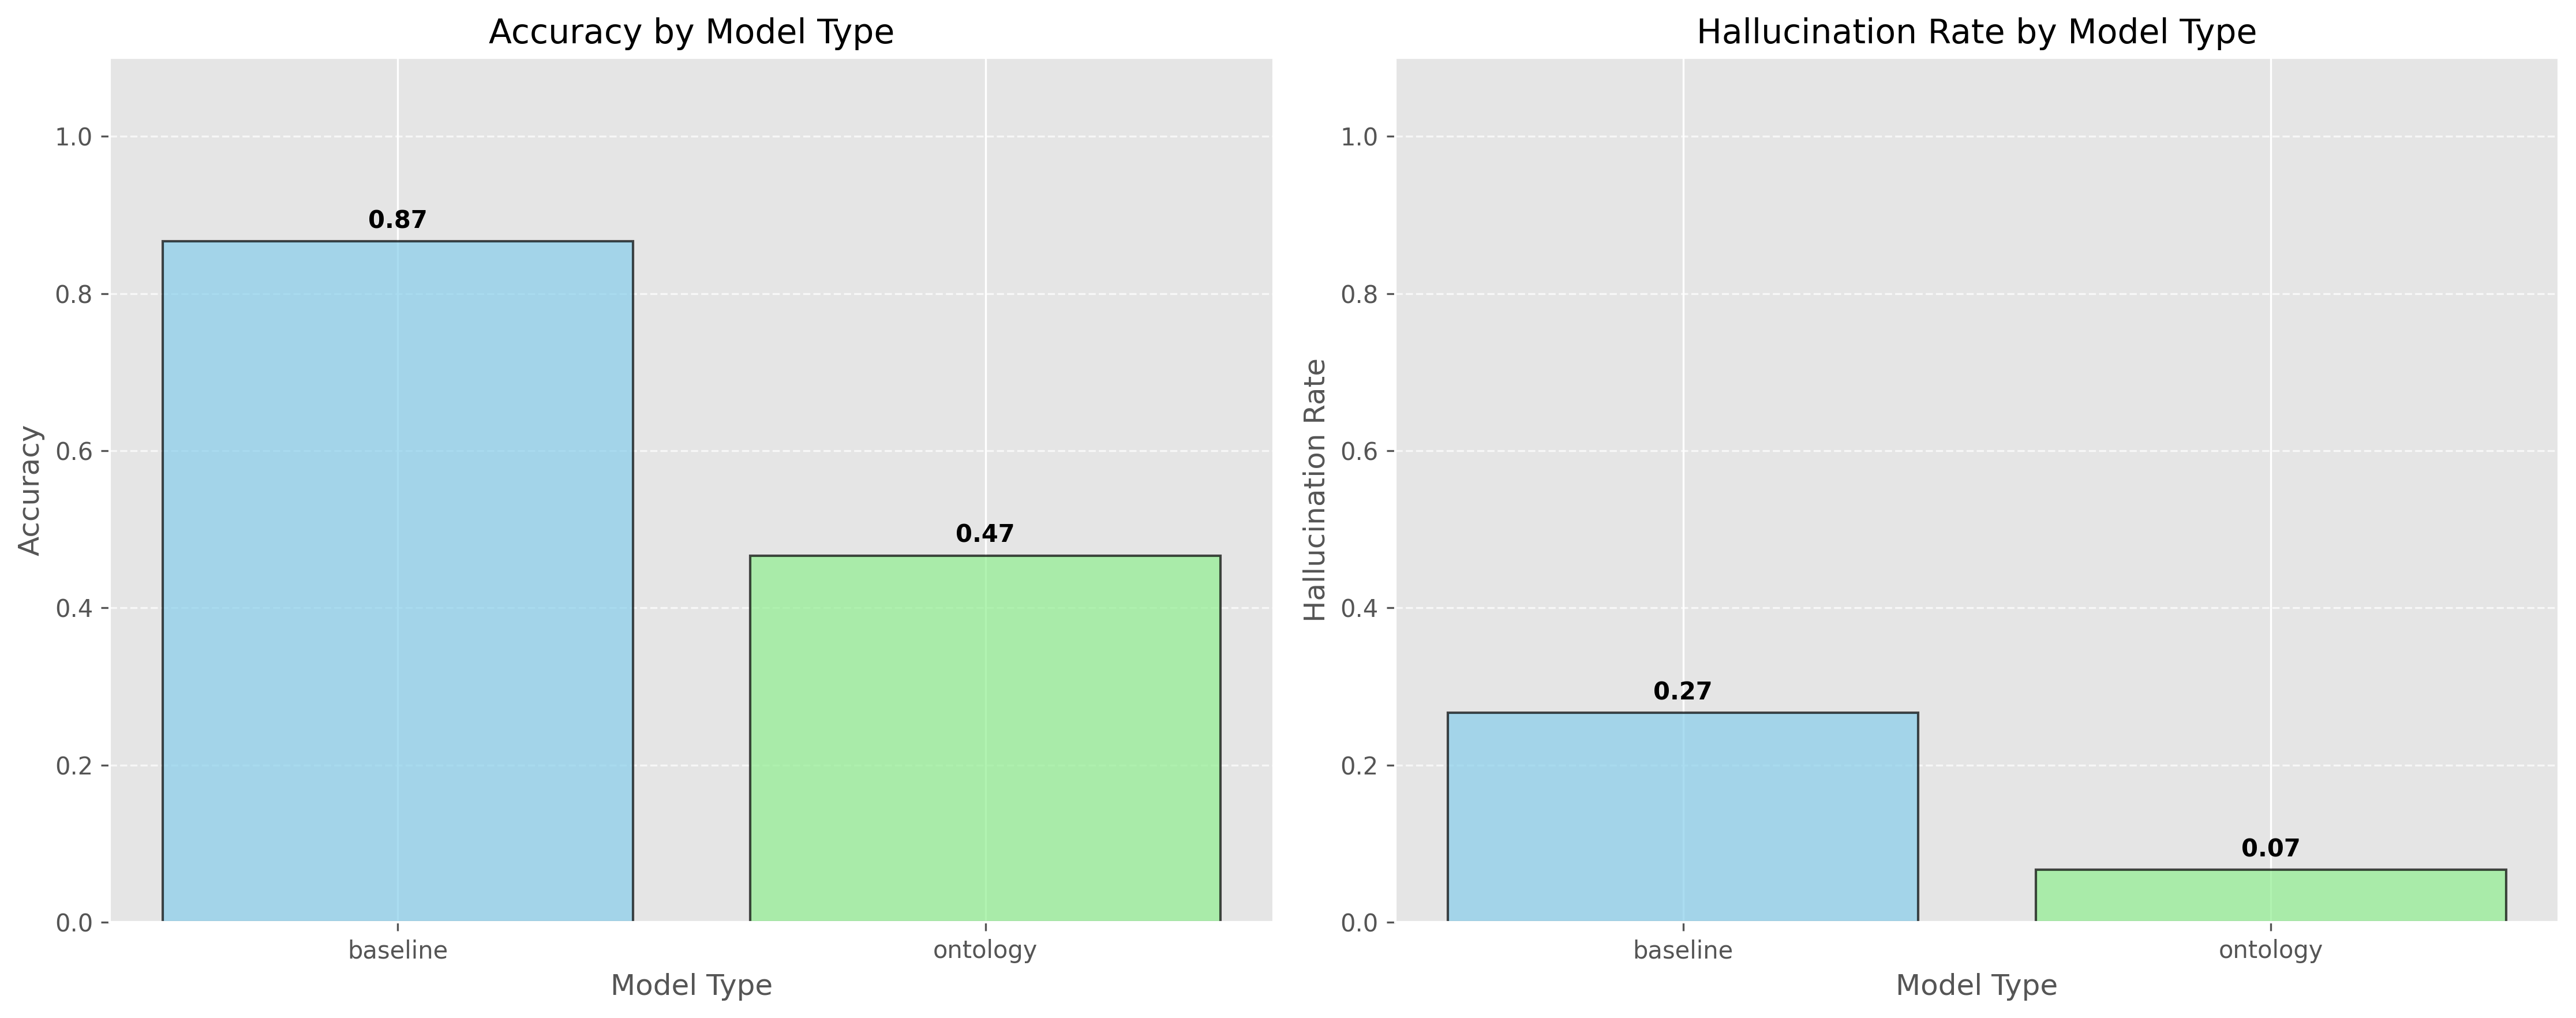 Accuracy by Model Type
Accuracy
1.0
0.8
0.6
0.4
0.2
0.0
0.87
0.47
baseline
ontology
Model Type
Hallucination Rate by Model Type
Hallucination Rate
1.0
0.8
0.6
0.4
0.2
0.0
0.27
0.07
baseline
ontology
Model Type